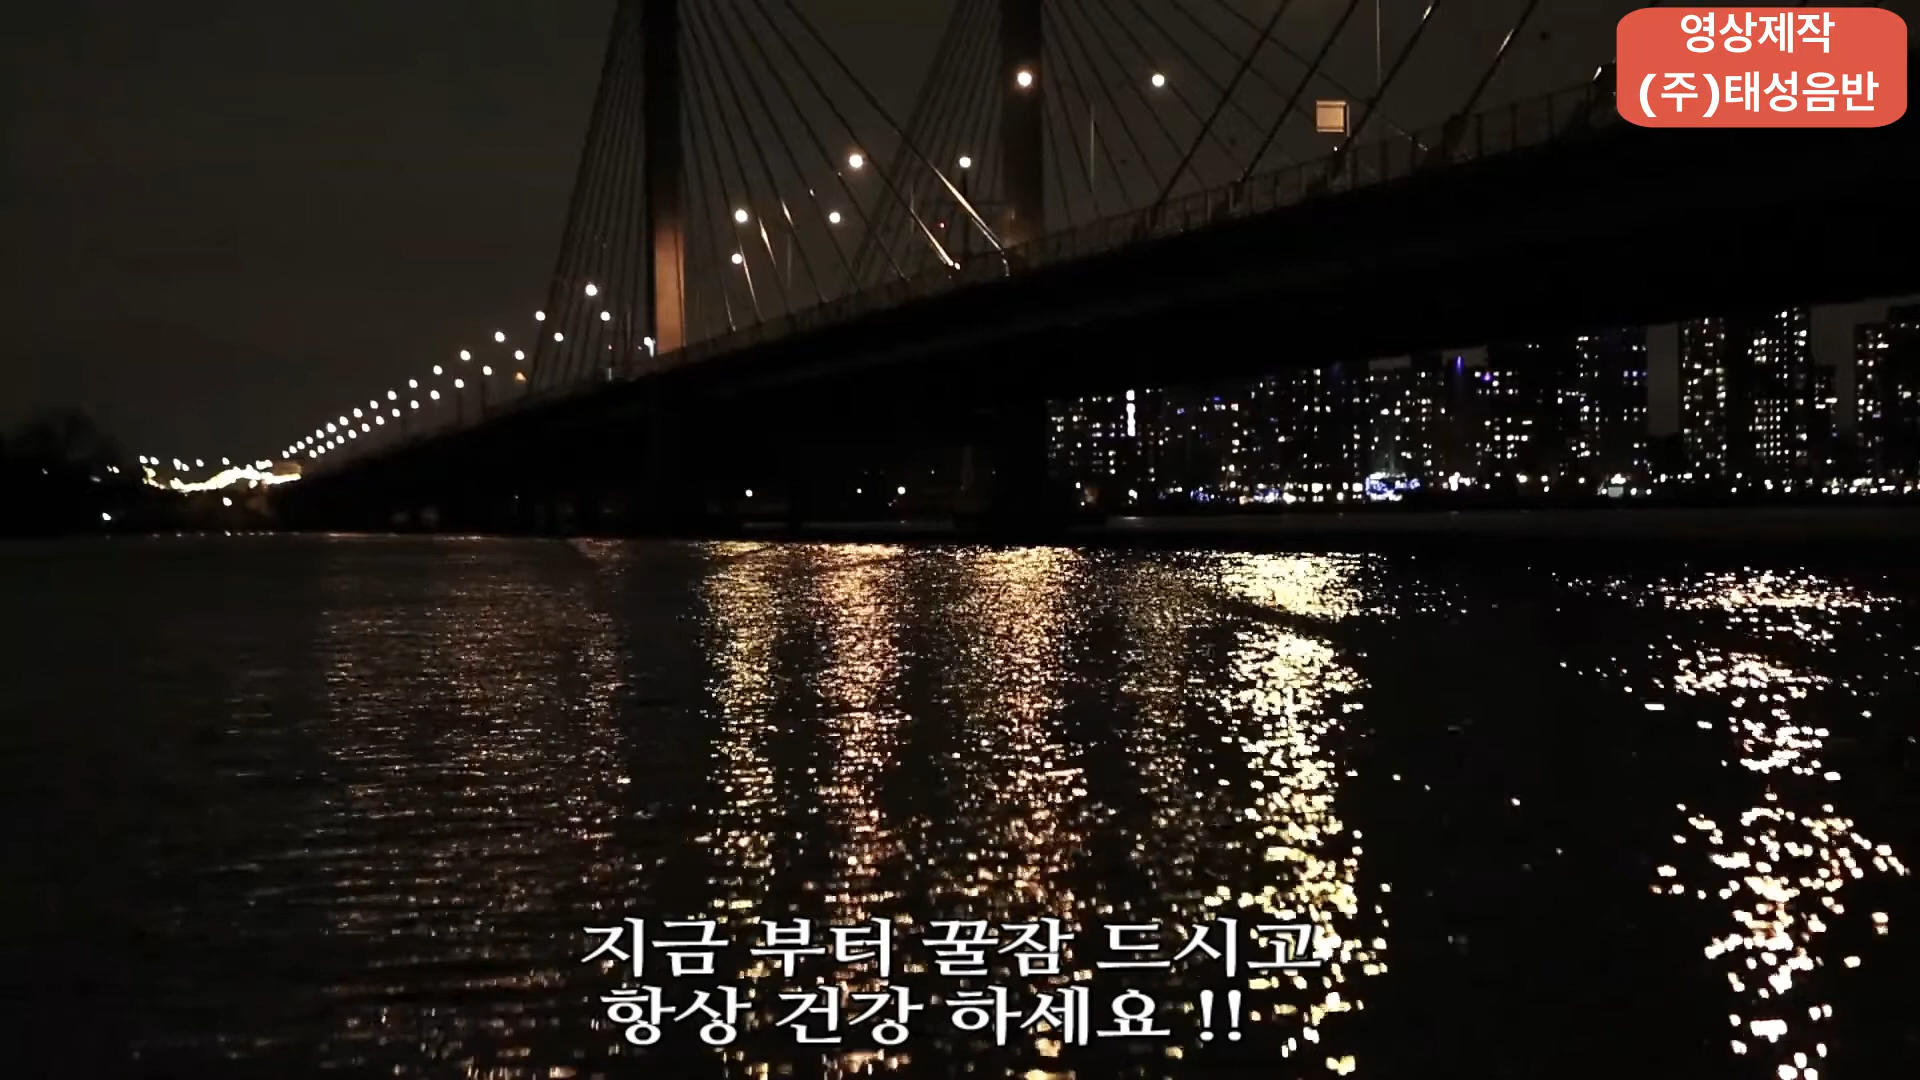 영상제작
(주)태성음반
지금 부터 꿀잠 드시고
항상 건강 하세요 !!